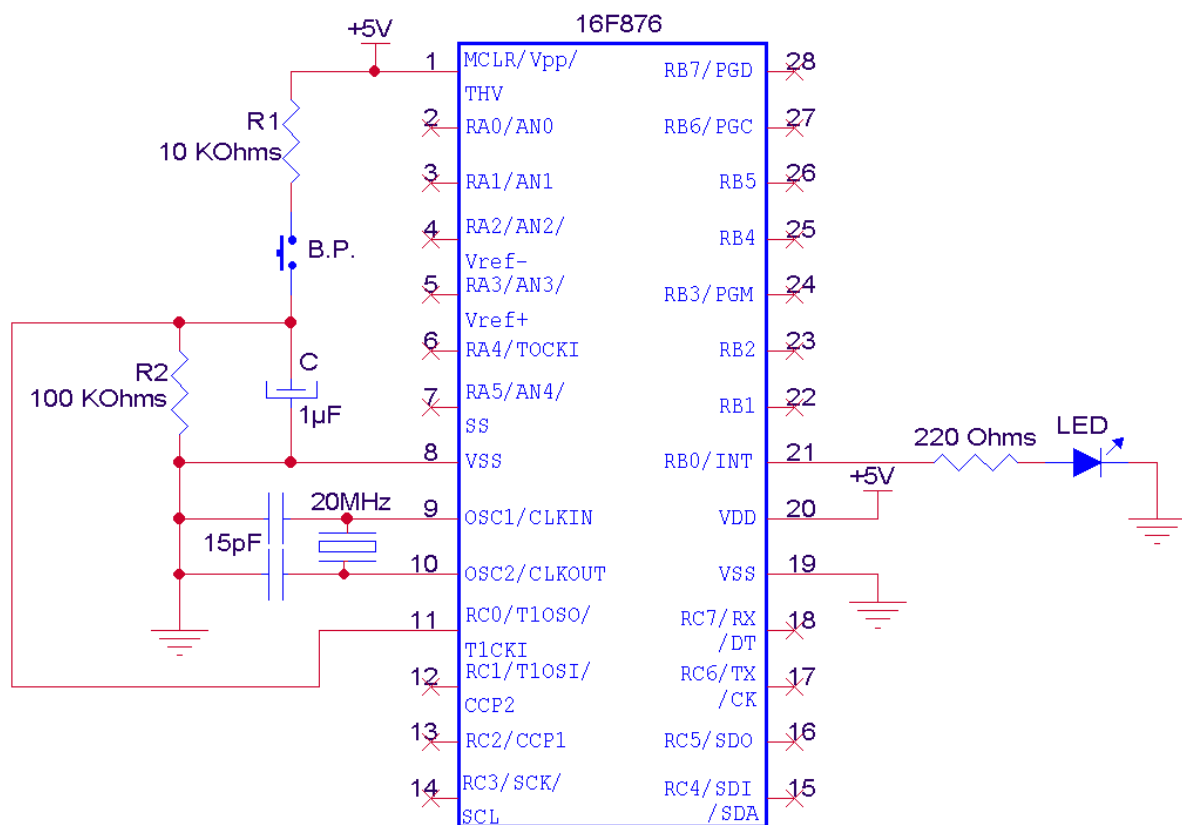 16F876
+5V
1
MCLR/Vpp/
THV
RB7/PGD
28
R1
10 KOhms
2
RA0/AN0
RB6/PGC
27
3
RA1/AN1
RB5
26
4
RA2/AN2/
Vref-
RB4
25
B.P.
5
RA3/AN3/
Vref+
RB3/PGM
24
6
RA4/TOCKI
RB2
23
R2
100 KOhms
C
1µF
7
RA5/AN4/
SS
RB1
22
8
VSS
RB0/INT
21
220 Ohms
LED
+5V
15pF
20MHz
9
OSC1/CLKIN
VDD
20
10
OSC2/CLKOUT
VSS
19
11
RC0/T1OSO/
T1CKI
RC7/RX
/DT
18
12
RC1/T1OSI/
CCP2
RC6/TX
/CK
17
13
RC2/CCP1
RC5/SDO
16
14
RC3/SCK/
SCL
RC4/SDI
/SDA
15